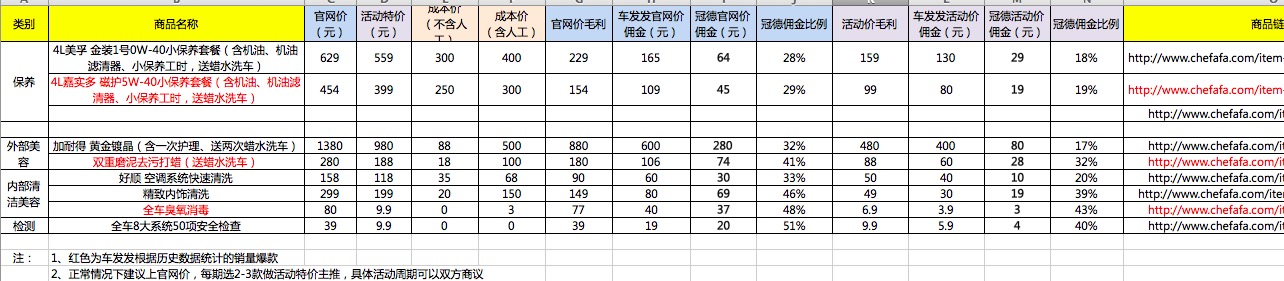 类别 商品名称 官网价（元） 活动特价（元） 成本价（不含人工） 成本价（含人工） 官网价毛利 车发发官网价佣金（元） 冠德官网价佣金（元） 冠德佣金比例 活动价毛利 车发发活动价佣金（元） 冠德活动价佣金（元） 冠德佣金比例 商品链
保养
4L美孚 金装1号0W-40小保养套餐（含机油、机油滤清器、小保养工时，送蜡水洗车） 629 559 300 400 229 165 64 28% 159 130 29 18% http://www.chefafa.com/item-
4L嘉实多 磁护5W-40小保养套餐（含机油、机油滤清器、小保养工时，送蜡水洗车） 454 399 250 300 154 109 45 29% 99 80 19 19% http://www.chefafa.com/item-
http://www.chefafa.com/it
外部美容 加耐得 黄金镀晶（含一次护理、送两次蜡水洗车） 1380 980 88 500 880 600 280 32% 480 400 80 17% http://www.chefafa.com/it
双重磨泥去污打蜡（送蜡水洗车） 280 188 18 100 180 106 74 41% 88 60 28 32% http://www.chefafa.com/it
内部清洁美容 好顺 空调系统快速清洗 158 118 35 68 90 60 30 33% 50 40 10 20% http://www.chefafa.com/it
精致内饰清洗 299 199 20 150 149 80 69 46% 49 30 19 39% http://www.chefafa.com/item
全车臭氧消毒 80 9.9 0 3 77 40 37 48% 6.9 3.9 3 43% http://www.chefafa.com/it
检测 全车8大系统50项安全检查 39 9.9 0 0 39 19 20 51% 9.9 5.9 4 40% http://www.chefafa.com/it
注： 1、红色为车发发根据历史数据统计的销量爆款
2、正常情况下建议上官网价，每期选2-3款做活动特价主推，具体活动周期可以双方商议